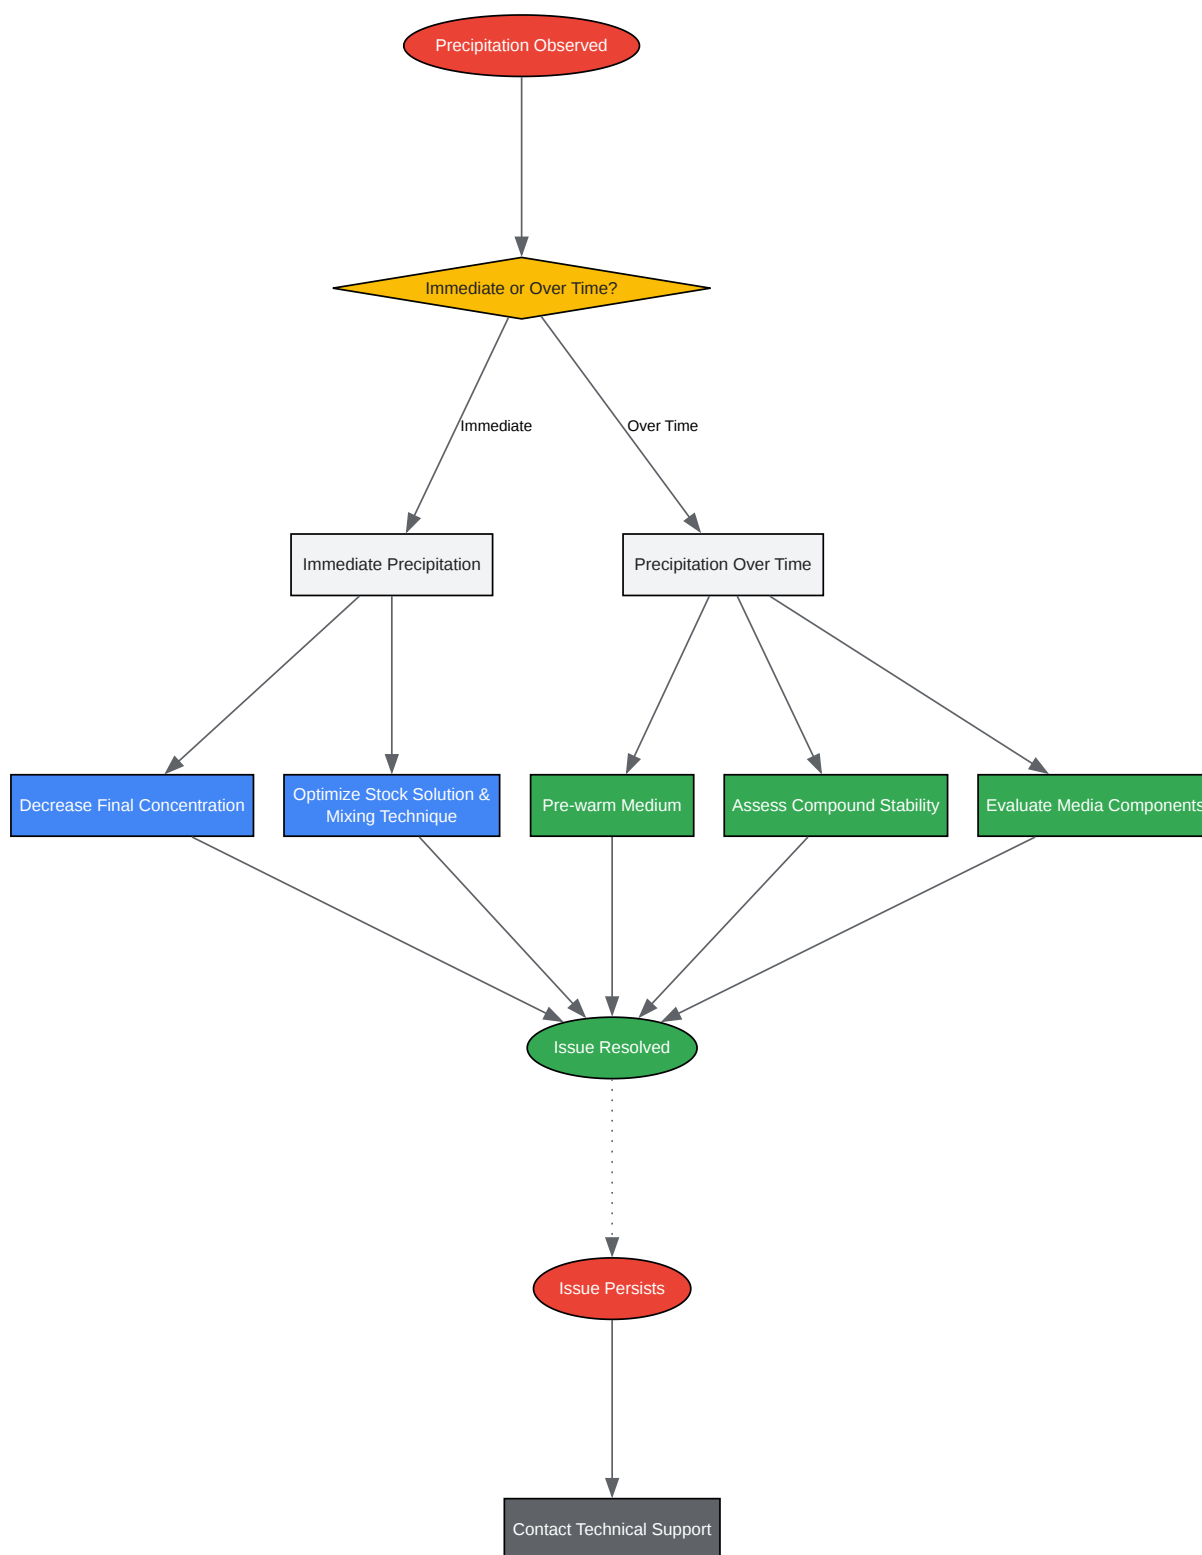 Precipitation Observed
Immediate or Over Time?
Immediate
Over Time
Immediate Precipitation
Precipitation Over Time
Decrease Final Concentration
Optimize Stock Solution &
Mixing Technique
Pre-warm Medium
Assess Compound Stability
Evaluate Media Components
Issue Resolved
Issue Persists
Contact Technical Support